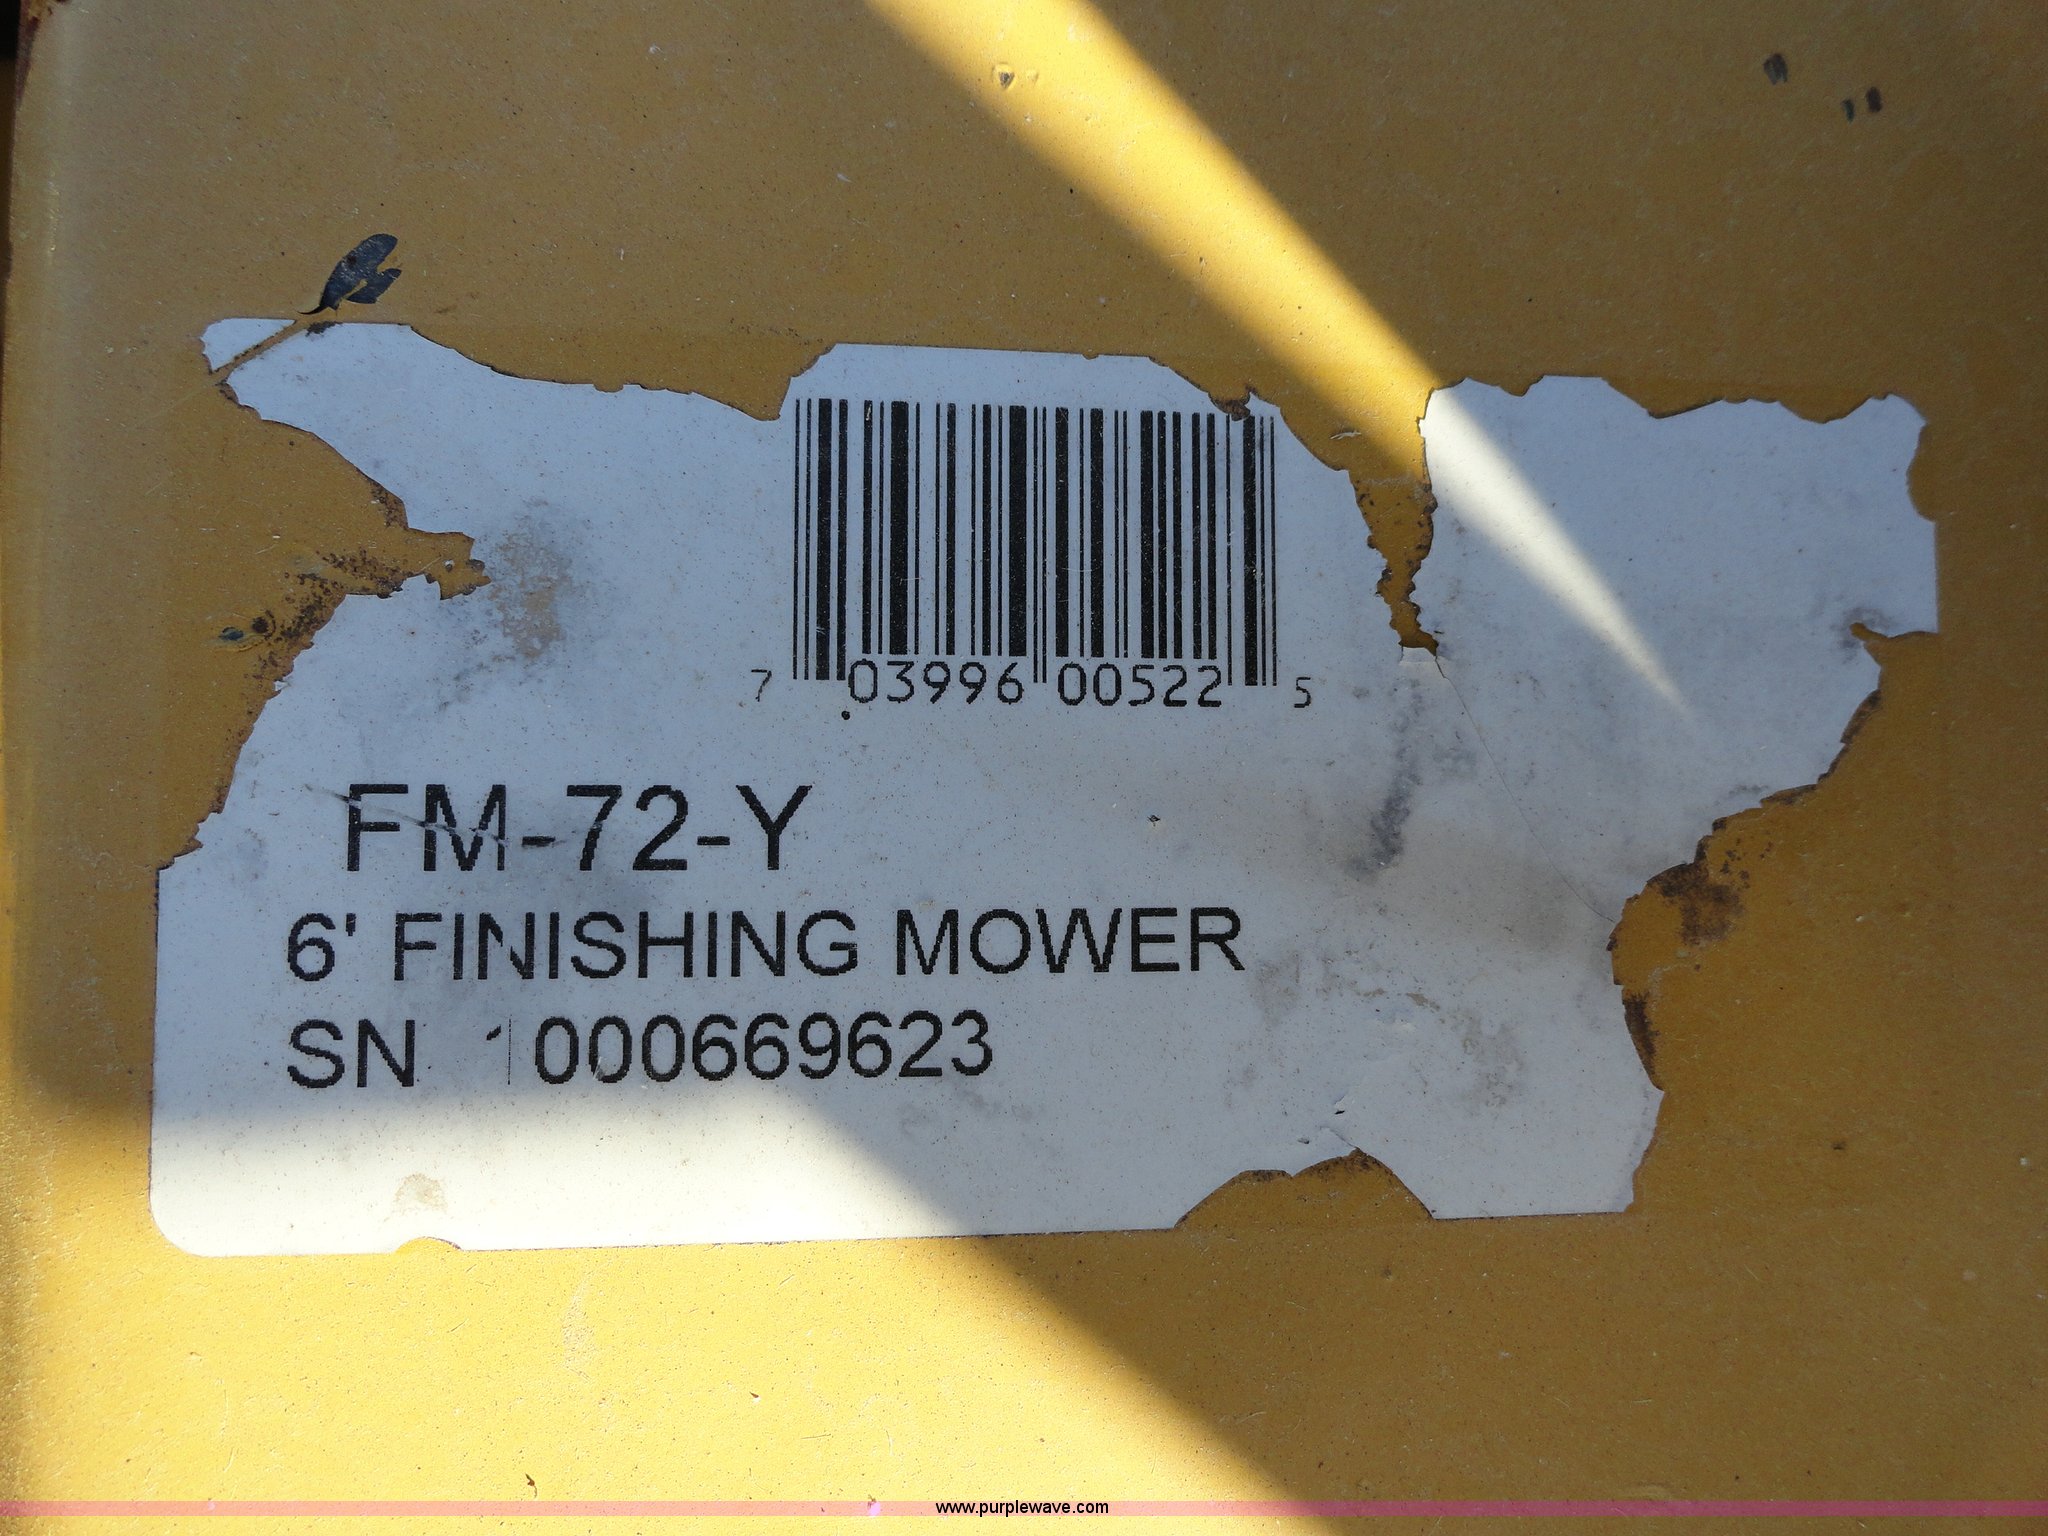 7 03996 00522 5
FM-72-Y
6' FINISHING MOWER
SN 1000669623
www.purplewave.com